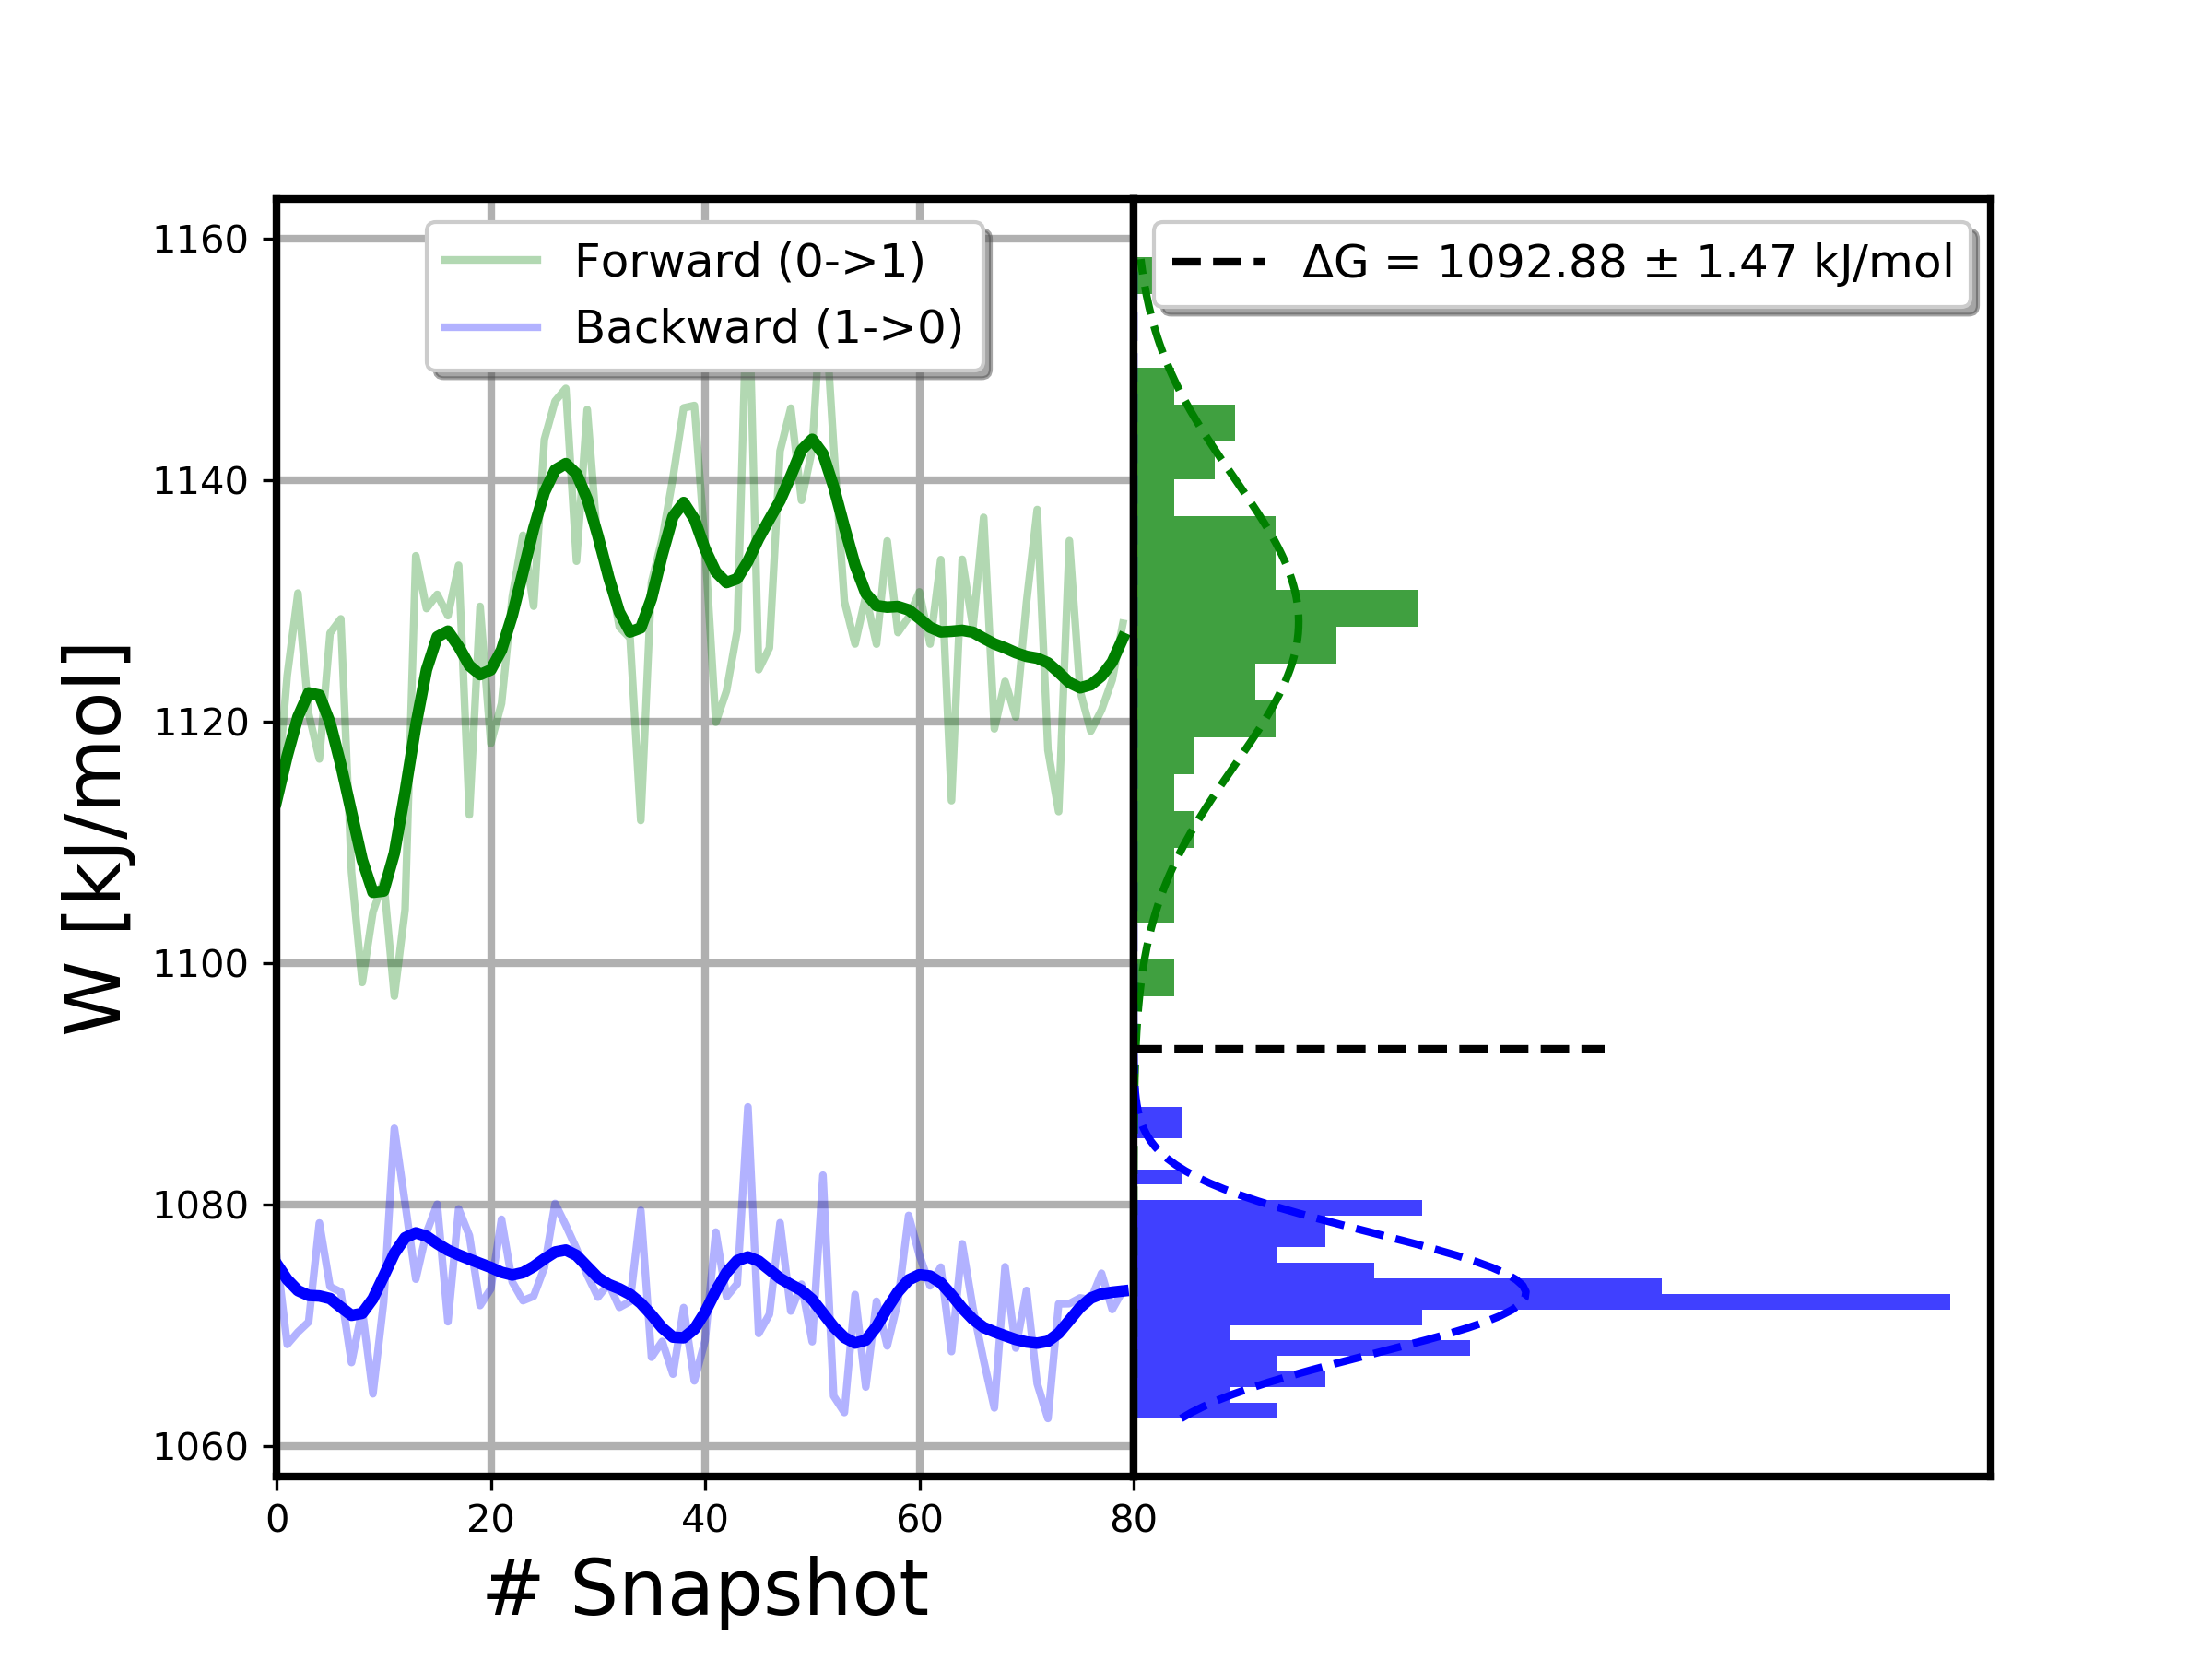 Forward (0->1)
Backward (1->0)
ΔG = 1092.88 ± 1.47 kJ/mol
W [kJ/mol]
1160
1140
1120
1100
1080
1060
0 20 40 60 80
# Snapshot